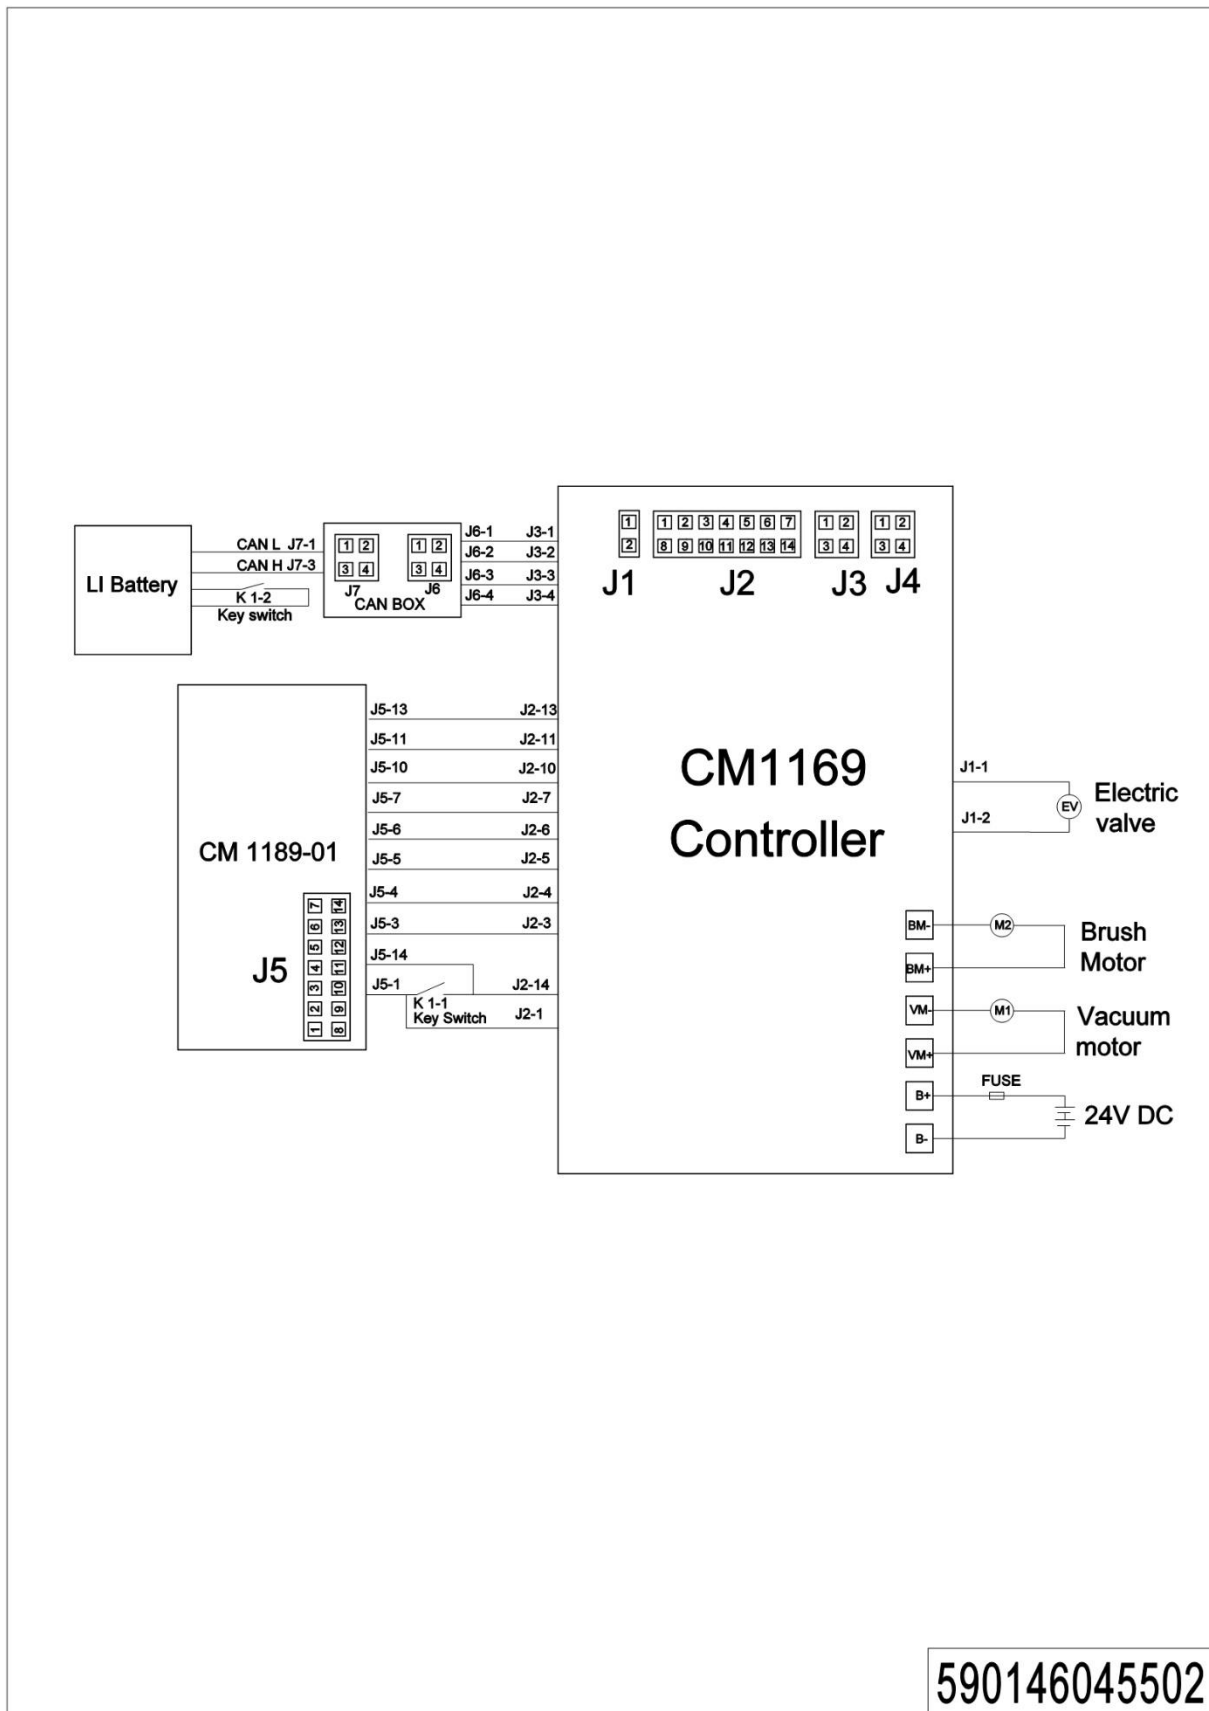 LI Battery
CAN L J7-1
CAN H J7-3
K 1-2
Key switch
1 2
3 4
J7
1 2
3 4
J6
CAN BOX
J6-1 J3-1
J6-2 J3-2
J6-3 J3-3
J6-4 J3-4
1
2
J1
1 2 3 4 5 6 7
8 9 10 11 12 13 14
J2
1 2
3 4
J3
1 2
3 4
J4
CM1169
Controller
CM 1189-01
J5
7 14
6 13
5 12
4 11
3 10
2 9
1 8
J5-13 J2-13
J5-11 J2-11
J5-10 J2-10
J5-7 J2-7
J5-6 J2-6
J5-5 J2-5
J5-4 J2-4
J5-3 J2-3
J5-14
J5-1 J2-14
K 1-1
Key Switch
J2-1
J1-1
J1-2
EV
Electric
valve
BM-
M2
BM+
Brush
Motor
VM-
M1
VM+
Vacuum
motor
B+
FUSE
B-
24V DC
590146045502